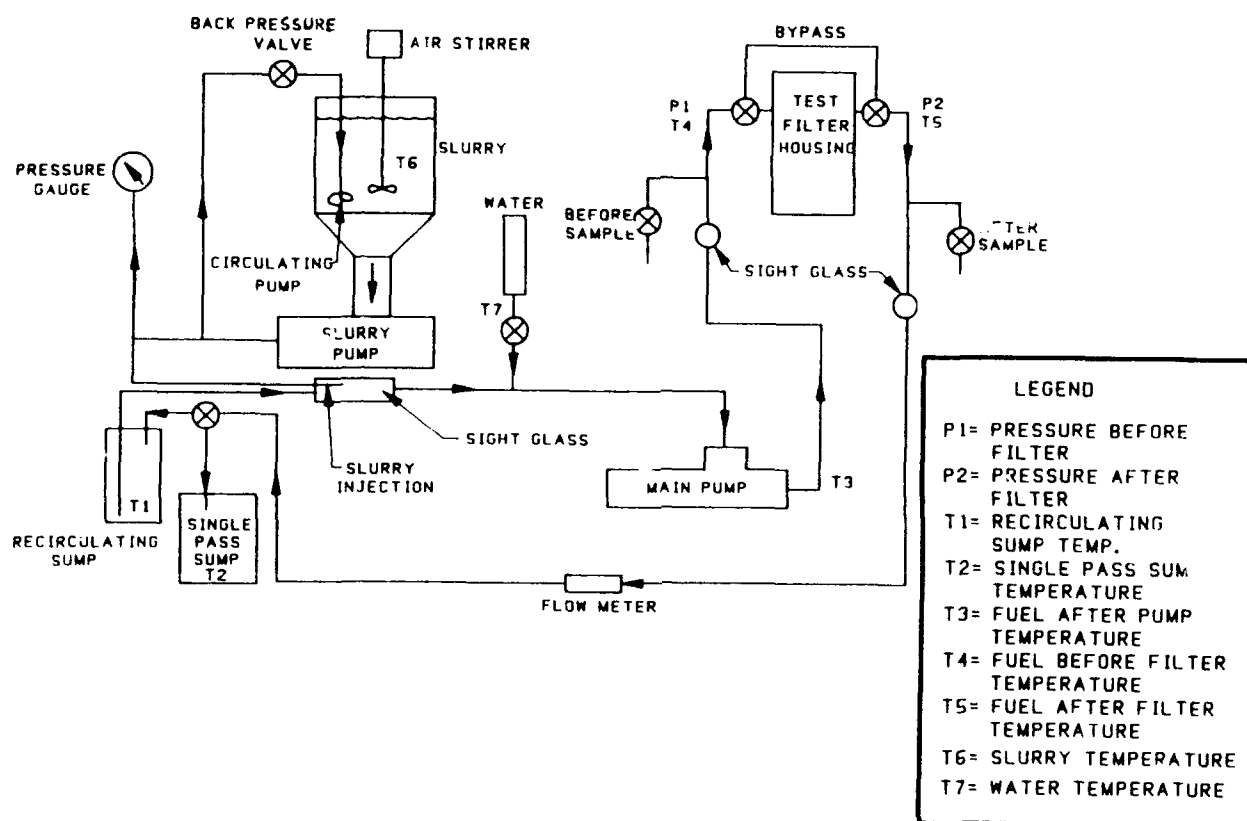 BACK PRESSURE
VALVE
AIR STIRRER
BYPASS
P1
T4
TEST
FILTER
HOUSING
P2
T5
SLURRY
T6
PRESSURE
GAUGE
WATER
BEFORE
SAMPLE
SAMPLE
CIRCULATING
PUMP
SIGHT GLASS
T7
SLURRY
PUMP
SIGHT GLASS
SLURRY
INJECTION
MAIN PUMP
T3
T1
RECIRCULATING
SUMP
SINGLE
PASS
SUMP
T2
FLOW METER
LEGEND
P1= PRESSURE BEFORE
FILTER
P2= PRESSURE AFTER
FILTER
T1= RECIRCULATING
SUMP TEMP.
T2= SINGLE PASS SUM
TEMPERATURE
T3= FUEL AFTER PUMP
TEMPERATURE
T4= FUEL BEFORE FILTER
TEMPERATURE
T5= FUEL AFTER FILTER
TEMPERATURE
T6= SLURRY TEMPERATURE
T7= WATER TEMPERATURE